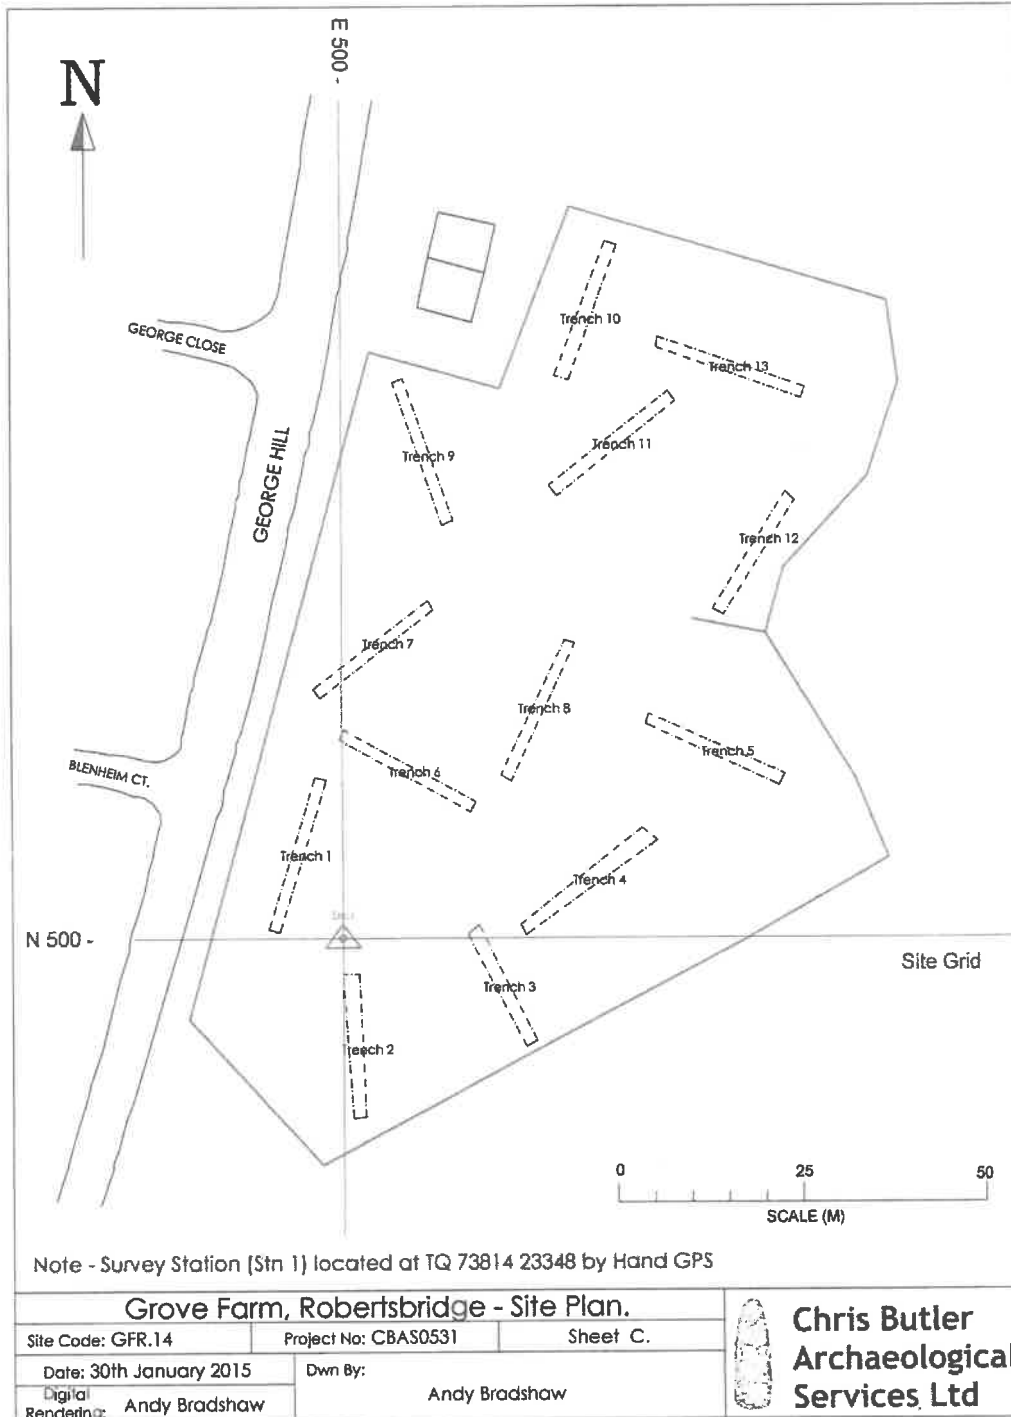 E 500 -
N
GEORGE CLOSE
GEORGE HILL
BLENHEIM CT.
Trench 10
Trench 13
Trench 11
Trench 9
Trench 12
Trench 7
Trench 8
Trench 5
Trench 6
Trench 1
Trench 4
N 500 -
Site Grid
Trench 3
Trench 2
0 25 50
SCALE (M)
Note - Survey Station (Stn 1) located at TQ 73814 23348 by Hand GPS
Grove Farm, Robertsbridge - Site Plan.
Site Code: GFR.14 Project No: CBAS0531 Sheet C.
Date: 30th January 2015
Dwn By:
Andy Bradshaw
Digital
Rendering: Andy Bradshaw
Chris Butler
Archaeological
Services Ltd